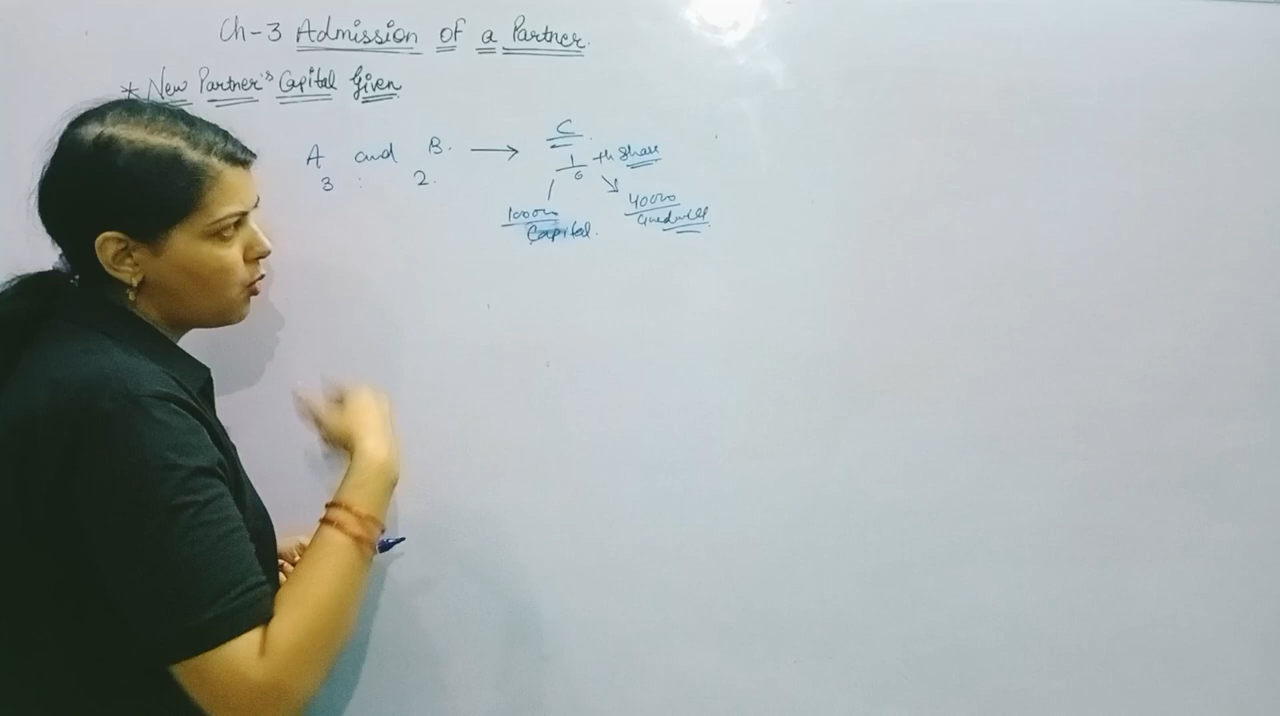 Ch-3 Admission of a Partner.
* New Partner's Capital Given
A and B. → C
3 : 2. 1/6 th share
10000 Capital. 40000 Goodwill